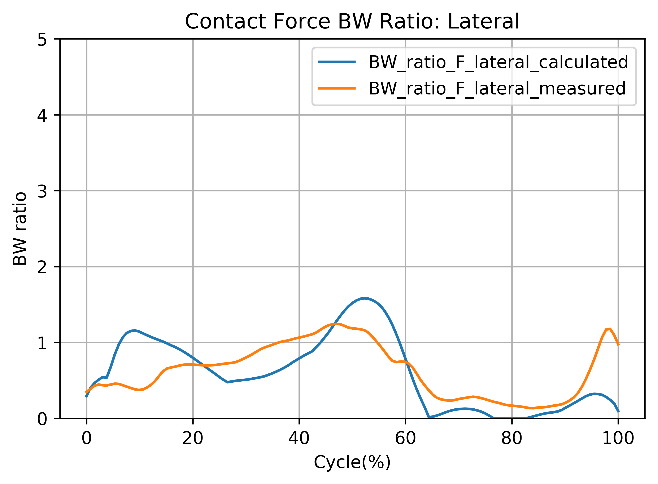 Contact Force BW Ratio: Lateral
BW_ratio_F_lateral_calculated
BW_ratio_F_lateral_measured
5
4
3
2
1
0
BW ratio
0 20 40 60 80 100
Cycle(%)